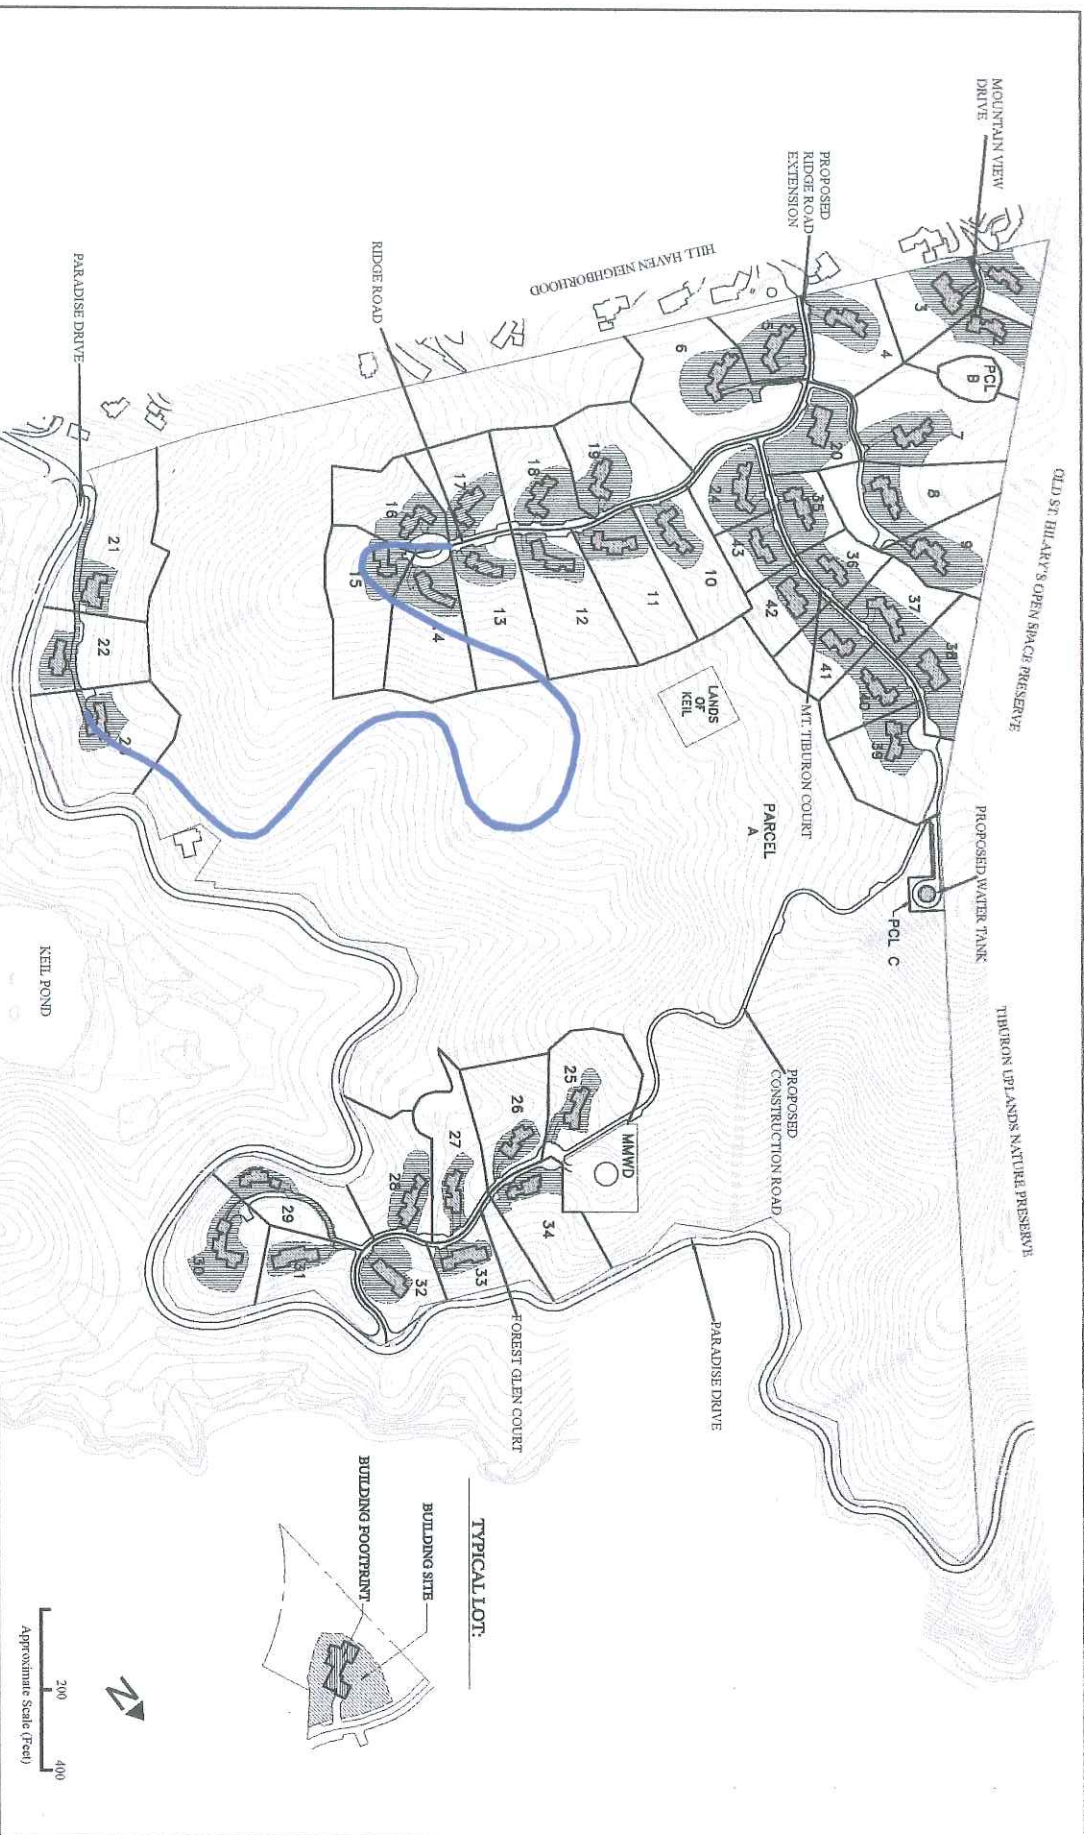 MOUNTAIN VIEW
DRIVE
PROPOSED
RIDGE ROAD
EXTENSION
HILL HAVEN NEIGHBORHOOD
RIDGE ROAD
PARADISE DRIVE
OLD ST. HILARY'S OPEN SPACE PRESERVE
3
4
PCL
B
5
6
7
20
8
9
19
18
17
16
15
24
35
43
36
42
37
38
10
11
12
13
14
41
40
39
21
22
23
LANDS
OF
KEIL
MT. TIBURON COURT
PARCEL
A
PROPOSED WATER TANK
PCL C
KEIL POND
TIBURON UPLANDS NATURE PRESERVE
PROPOSED
CONSTRUCTION ROAD
25
MMWD
26
27
28
34
29
30
31
32
33
FOREST GLEN COURT
PARADISE DRIVE
TYPICAL LOT:
BUILDING SITE
BUILDING FOOTPRINT
N
200
400
Approximate Scale (Feet)